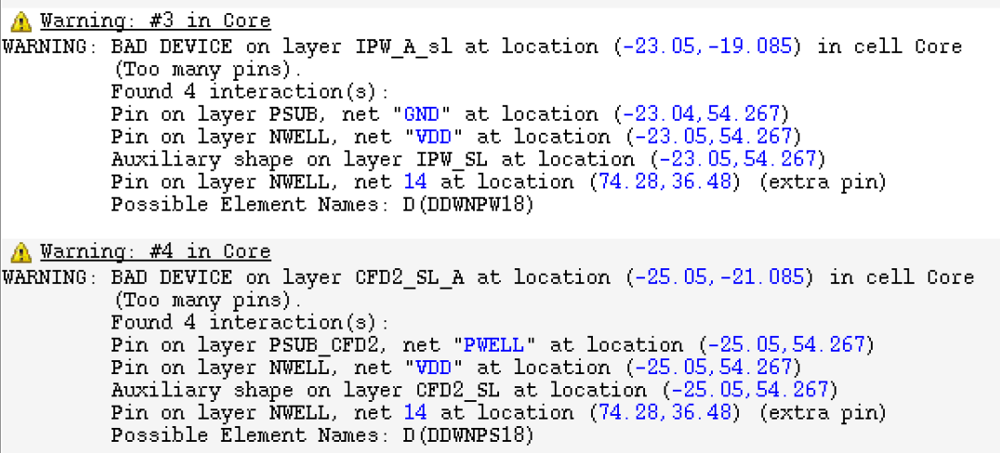 Warning: #3 in Core
WARNING: BAD DEVICE on layer IPW_A_sl at location (-23.05,-19.085) in cell Core
(Too many pins).
Found 4 interaction(s):
Pin on layer PSUB, net "GND" at location (-23.04,54.267)
Pin on layer NWELL, net "VDD" at location (-23.05,54.267)
Auxiliary shape on layer IPW_SL at location (-23.05,54.267)
Pin on layer NWELL, net 14 at location (74.28,36.48) (extra pin)
Possible Element Names: D(DDWNPW18)
Warning: #4 in Core
WARNING: BAD DEVICE on layer CFD2_SL_A at location (-25.05,-21.085) in cell Core
(Too many pins).
Found 4 interaction(s):
Pin on layer PSUB_CFD2, net "PWELL" at location (-25.05,54.267)
Pin on layer NWELL, net "VDD" at location (-25.05,54.267)
Auxiliary shape on layer CFD2_SL at location (-25.05,54.267)
Pin on layer NWELL, net 14 at location (74.28,36.48) (extra pin)
Possible Element Names: D(DDWNPS18)